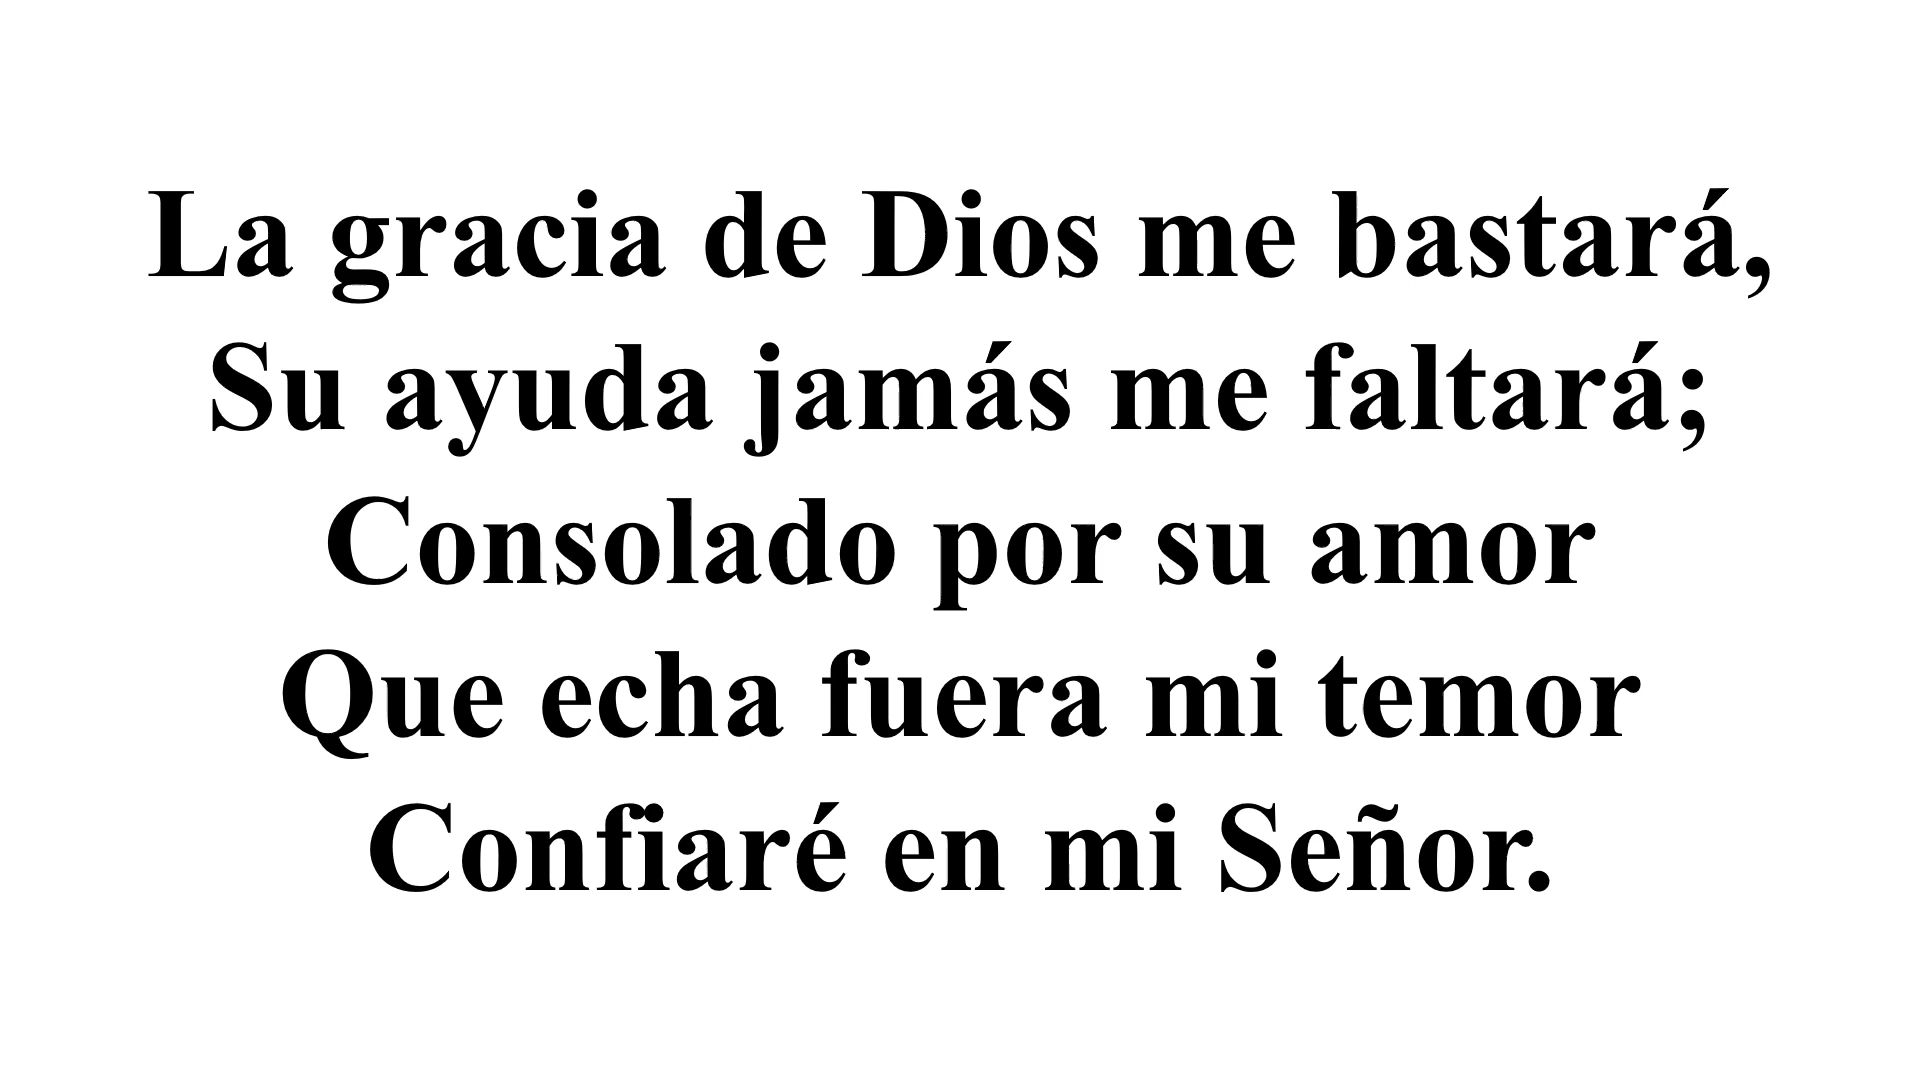 La gracia de Dios me bastará,
Su ayuda jamás me faltará;
Consolado por su amor
Que echa fuera mi temor
Confiaré en mi Señor.